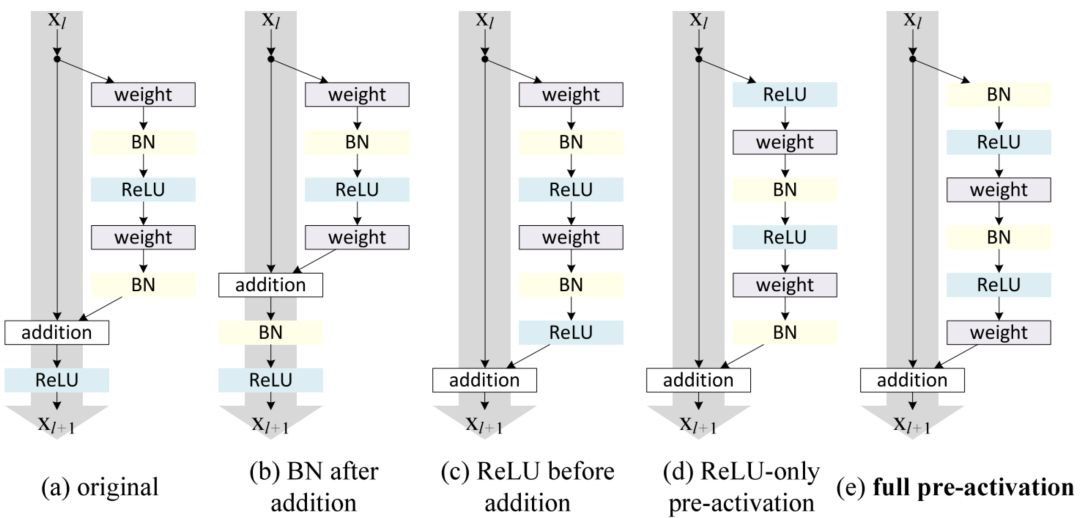 x_l
weight
BN
ReLU
weight
BN
addition
ReLU
x_{l+1}
(a) original
x_l
weight
BN
ReLU
weight
addition
BN
ReLU
x_{l+1}
(b) BN after
addition
x_l
weight
BN
ReLU
weight
BN
ReLU
addition
x_{l+1}
(c) ReLU before
addition
x_l
ReLU
weight
BN
ReLU
weight
BN
addition
x_{l+1}
(d) ReLU-only
pre-activation
x_l
BN
ReLU
weight
BN
ReLU
weight
addition
x_{l+1}
(e) full pre-activation